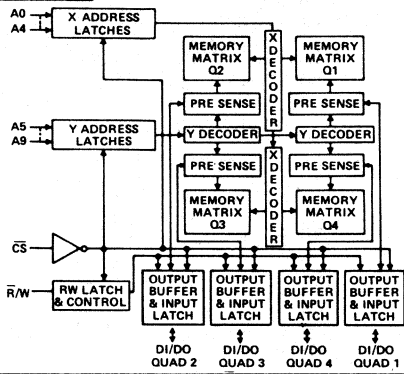 A0
A4
X ADDRESS
LATCHES
MEMORY
MATRIX
Q2
X DECODER
MEMORY
MATRIX
Q1
PRE SENSE
PRE SENSE
A5
A9
Y ADDRESS
LATCHES
Y DECODER
Y DECODER
PRE SENSE
X DECODER
PRE SENSE
MEMORY
MATRIX
Q3
MEMORY
MATRIX
Q4
C̅S̅
R̅/W
RW LATCH
& CONTROL
OUTPUT
BUFFER
& INPUT
LATCH
OUTPUT
BUFFER
& INPUT
LATCH
OUTPUT
BUFFER
& INPUT
LATCH
OUTPUT
BUFFER
& INPUT
LATCH
DI/DO
QUAD 2
DI/DO
QUAD 3
DI/DO
QUAD 4
DI/DO
QUAD 1